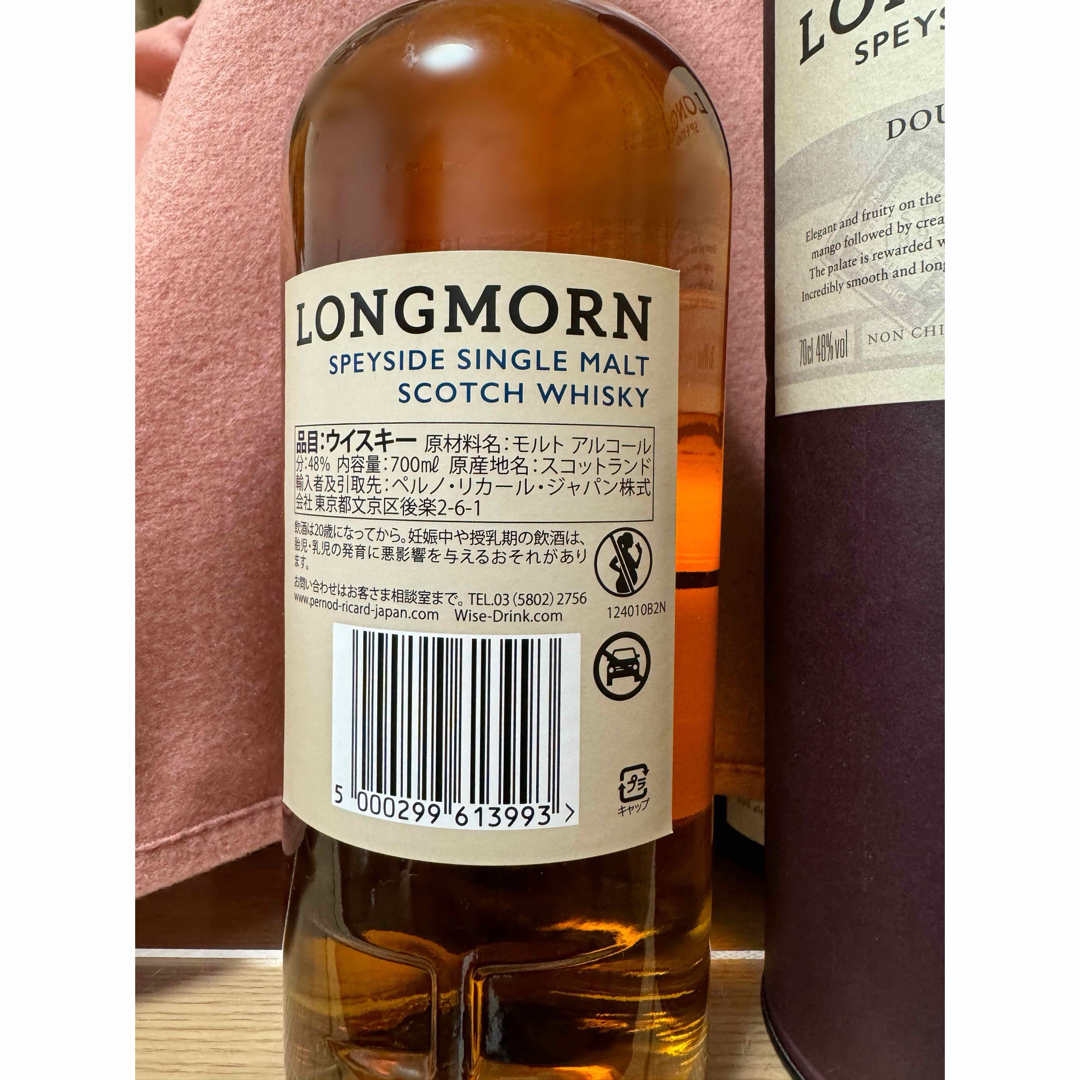 LONGMORN
SPEYSIDE SINGLE MALT
SCOTCH WHISKY
品目:ウイスキー 原材料名:モルト アルコール
分:48% 内容量:700㎖ 原産地名:スコットランド
輸入者及引取先:ペルノ・リカール・ジャパン株式
会社 東京都文京区後楽2-6-1
飲酒は20歳になってから。妊娠中や授乳期の飲酒は、
胎児・乳児の発育に悪影響を与えるおそれがあり
ます。
お問い合わせはお客さま相談室まで。TEL.03(5802)2756
www.pernod-ricard-japan.com Wise-Drink.com
124010B2N
5 000299 613993 >
プラ
キャップ
SPEYS
DOU
Elegant and fruity on the
mango followed by crea
The palate is rewarded w
Incredibly smooth and long
70cl 48%vol NON CHI